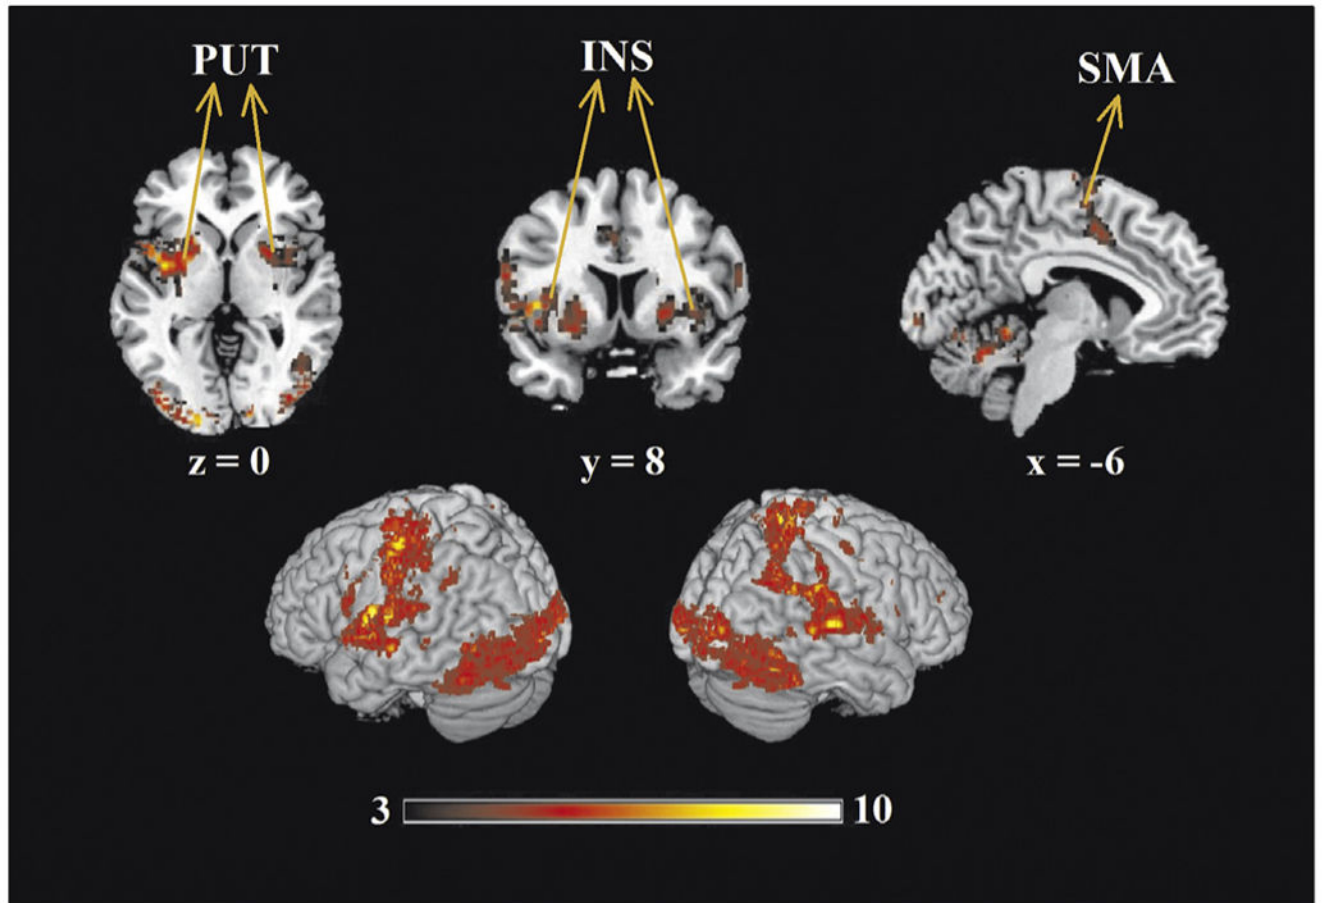 PUT
INS
SMA
z = 0
y = 8
x = -6
3
10